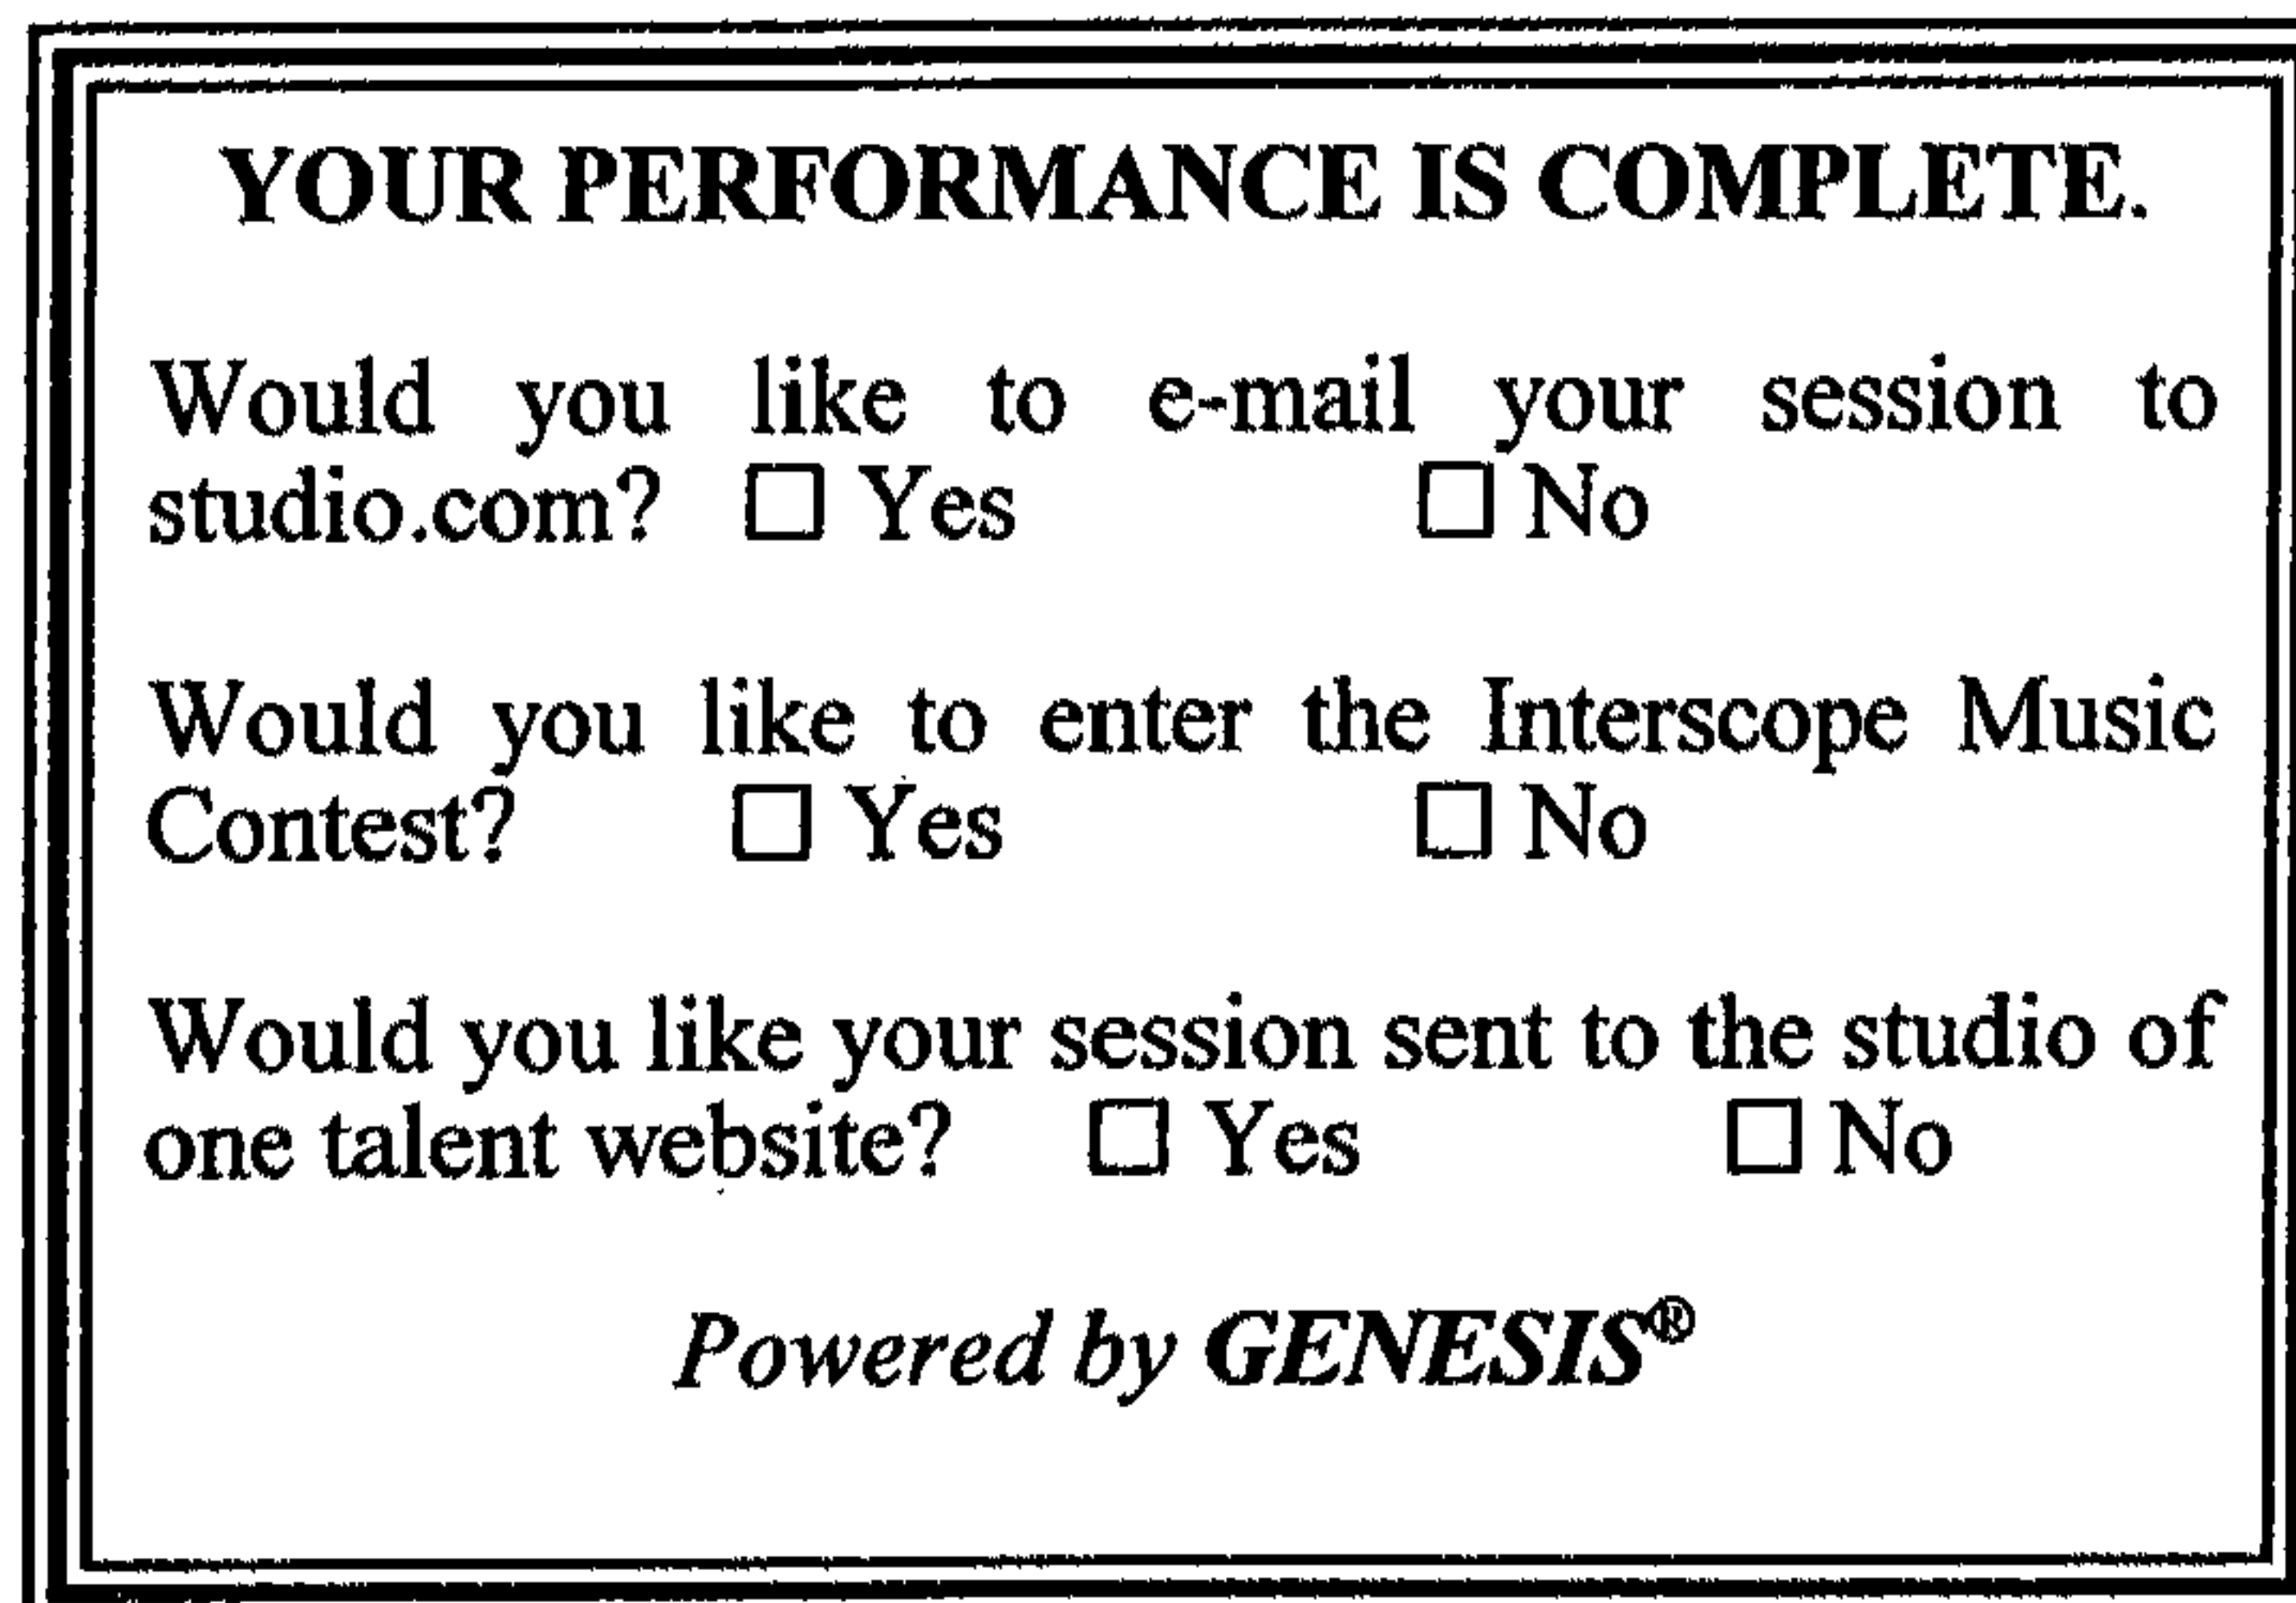 YOUR PERFORMANCE IS COMPLETE.
Would you like to e-mail your session to
studio.com? ☐ Yes ☐ No
Would you like to enter the Interscope Music
Contest? ☐ Yes ☐ No
Would you like your session sent to the studio of
one talent website? ☐ Yes ☐ No
Powered by GENESIS®